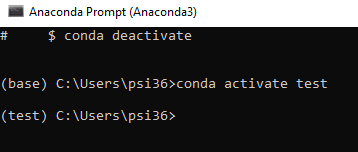 Anaconda Prompt (Anaconda3)
#     $ conda deactivate
(base) C:\Users\psi36>conda activate test
(test) C:\Users\psi36>